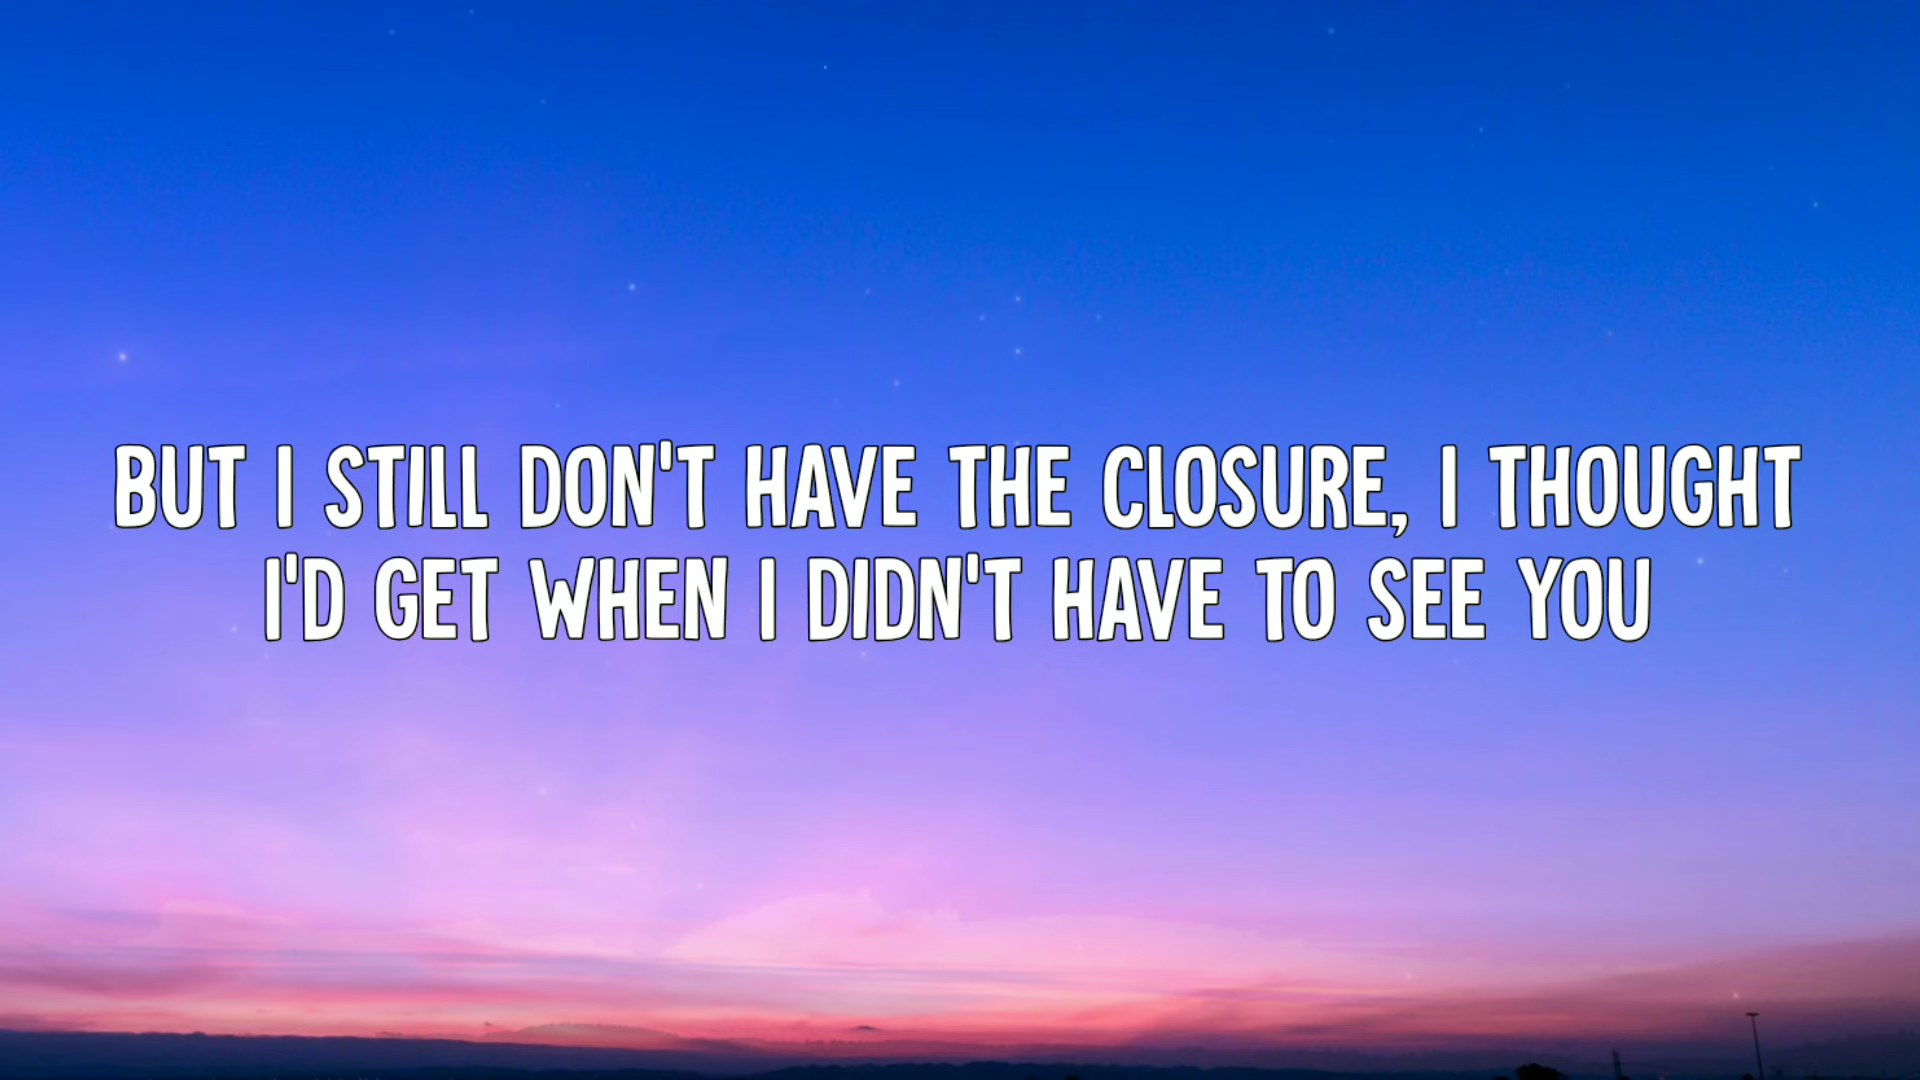 BUT I STILL DON'T HAVE THE CLOSURE, I THOUGHT
I'D GET WHEN I DIDN'T HAVE TO SEE YOU